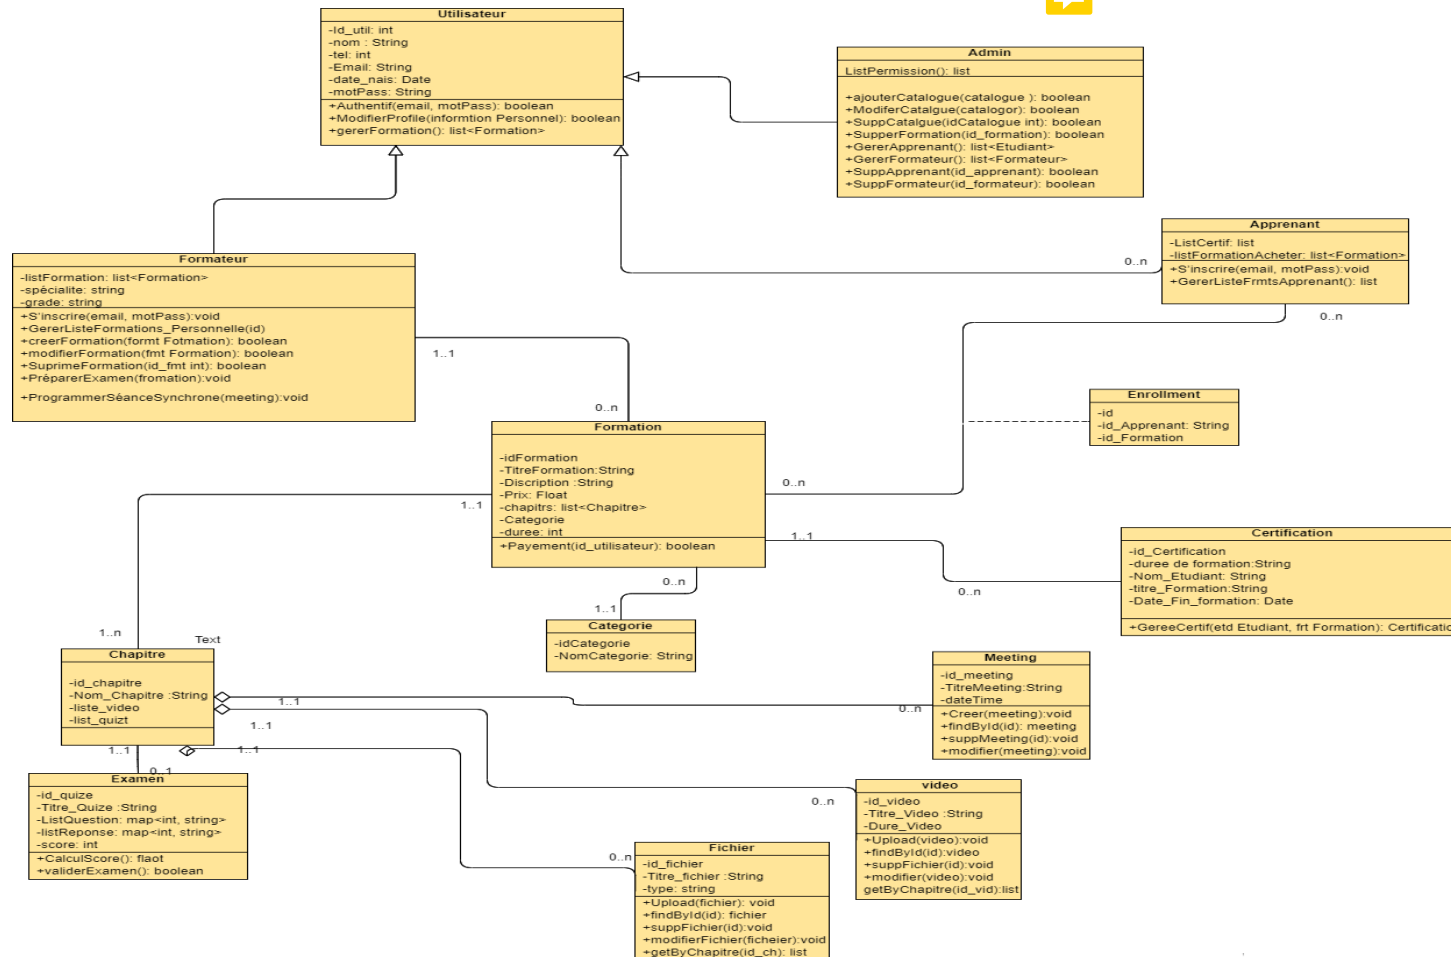 Utilisateur
-Id_util: int
-nom : String
-tel: int
-Email: String
-date_nais: Date
-motPass: String
+Authentif(email, motPass): boolean
+ModifierProfile(informtion Personnel): boolean
+gererFormation(): list<Formation>
Admin
ListPermission(): list
+ajouterCatalogue(catalogue ): boolean
+ModiferCatalgue(catalogor): boolean
+SuppCatalgue(idCatalogue int): boolean
+SupperFormation(id_formation): boolean
+GererApprenant(): list<Etudiant>
+GererFormateur(): list<Formateur>
+SuppApprenant(id_apprenant): boolean
+SuppFormateur(id_formateur): boolean
Apprenant
-ListCertif: list
-listFormationAcheter: list<Formation>
+S'inscrire(email, motPass):void
+GererListeFrmtsApprenant(): list
0..n
0..n
Formateur
-listFormation: list<Formation>
-spécialite: string
-grade: string
+S'inscrire(email, motPass):void
+GererListeFormations_Personnelle(id)
+creerFormation(formt Fotmation): boolean
+modifierFormation(fmt Formation): boolean
+SuprimeFormation(id_fmt int): boolean
+PréparerExamen(fromation):void
+ProgrammerSéanceSynchrone(meeting):void
1..1
0..n
Enrollment
-id
-id_Apprenant: String
-id_Formation
Formation
-idFormation
-TitreFormation:String
-Discription :String
-Prix: Float
-chapitrs: list<Chapitre>
-Categorie
-duree: int
+Payement(id_utilisateur): boolean
0..n
1..1
1..1
0..n
Certification
-id_Certification
-duree de formation:String
-Nom_Etudiant: String
-titre_Formation:String
-Date_Fin_formation: Date
+GereeCertif(etd Etudiant, frt Formation): Certificatio
0..n
1..1
Categorie
-idCategorie
-NomCategorie: String
1..n
Text
Chapitre
-id_chapitre
-Nom_Chapitre :String
-liste_video
-list_quizt
1..1
1..1
1..1
1..1
0..1
Meeting
-id_meeting
-TitreMeeting:String
-dateTime
+Creer(meeting):void
+findById(id): meeting
+suppMeeting(id):void
+modifier(meeting):void
0..n
Examen
-id_quize
-Titre_Quize :String
-ListQuestion: map<int, string>
-listReponse: map<int, string>
-score: int
+CalculScore(): flaot
+validerExamen(): boolean
video
-id_video
-Titre_Video :String
-Dure_Video
+Upload(video):void
+findById(id):video
+suppFichier(id):void
+modifier(video):void
getByChapitre(id_vid):list
0..n
Fichier
-id_fichier
-Titre_fichier :String
-type: string
+Upload(fichier): void
+findById(id): fichier
+suppFichier(id):void
+modifierFichier(ficheier):void
+getByChapitre(id_ch): list
0..n